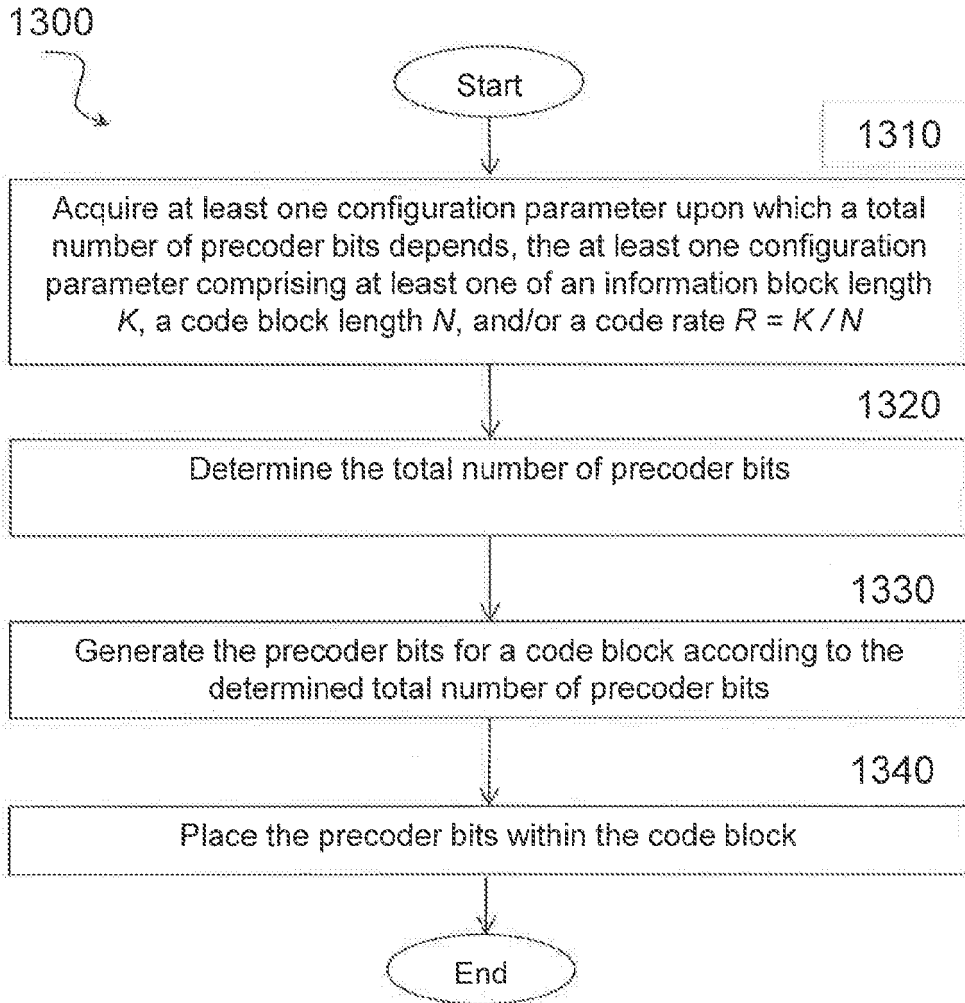 1300
Start
1310
Acquire at least one configuration parameter upon which a total
number of precoder bits depends, the at least one configuration
parameter comprising at least one of an information block length
K, a code block length N, and/or a code rate R = K / N
1320
Determine the total number of precoder bits
1330
Generate the precoder bits for a code block according to the
determined total number of precoder bits
1340
Place the precoder bits within the code block
End